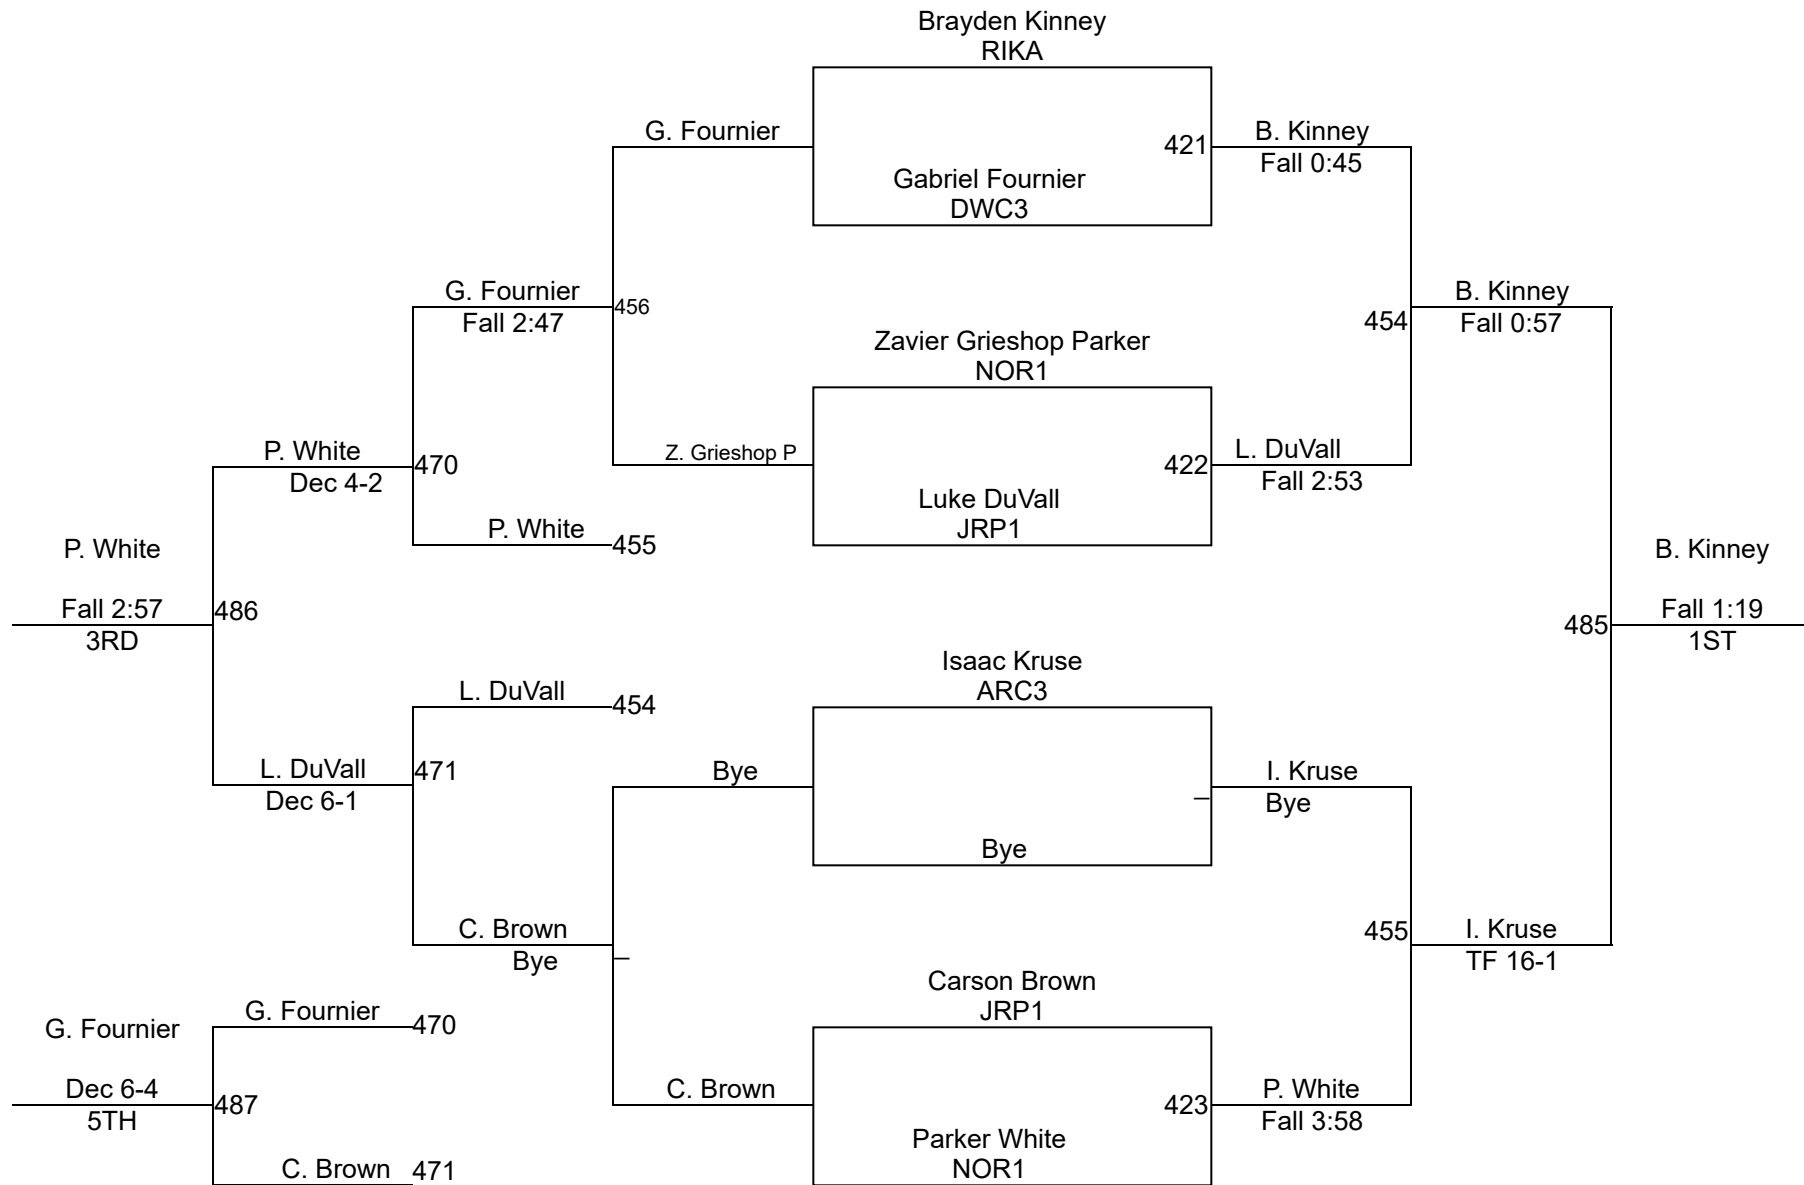 Brayden Kinney
RIKA
G. Fournier
421
B. Kinney
Fall 0:45
Gabriel Fournier
DWC3
G. Fournier
Fall 2:47
456
454
B. Kinney
Fall 0:57
Zavier Grieshop Parker
NOR1
P. White
Dec 4-2
470
Z. Grieshop P
422
L. DuVall
Fall 2:53
Luke DuVall
JRP1
P. White
455
P. White
Fall 2:57
3RD
486
485
B. Kinney
Fall 1:19
1ST
Isaac Kruse
ARC3
L. DuVall
454
L. DuVall
Dec 6-1
471
Bye
I. Kruse
Bye
Bye
C. Brown
Bye
455
I. Kruse
TF 16-1
Carson Brown
JRP1
G. Fournier
470
G. Fournier
Dec 6-4
5TH
487
C. Brown
423
P. White
Fall 3:58
Parker White
NOR1
C. Brown
471